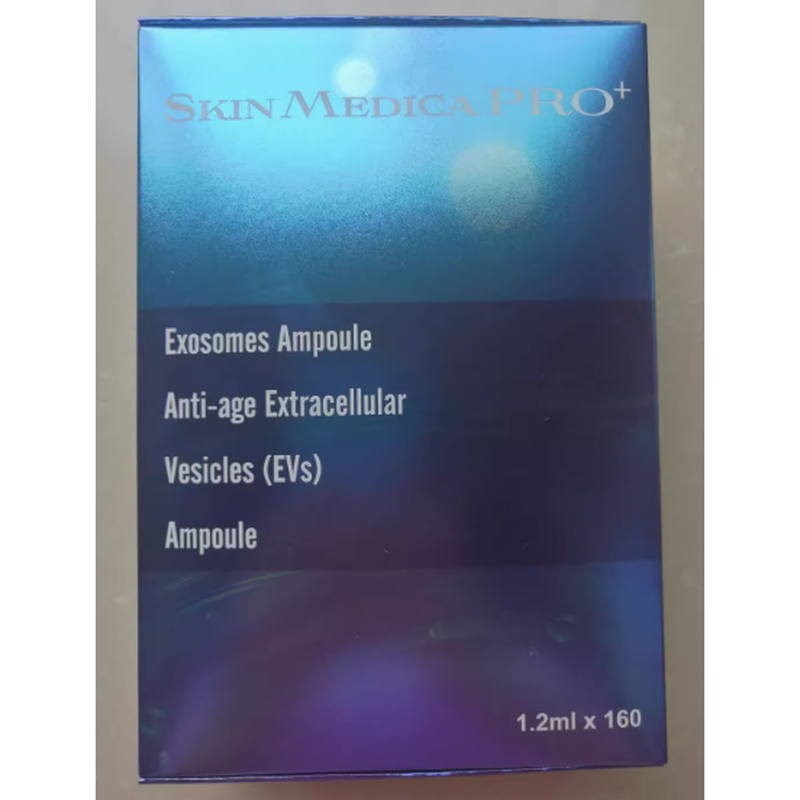 SKIN MEDICA PRO+
Exosomes Ampoule
Anti-age Extracellular
Vesicles (EVs)
Ampoule
1.2ml x 160